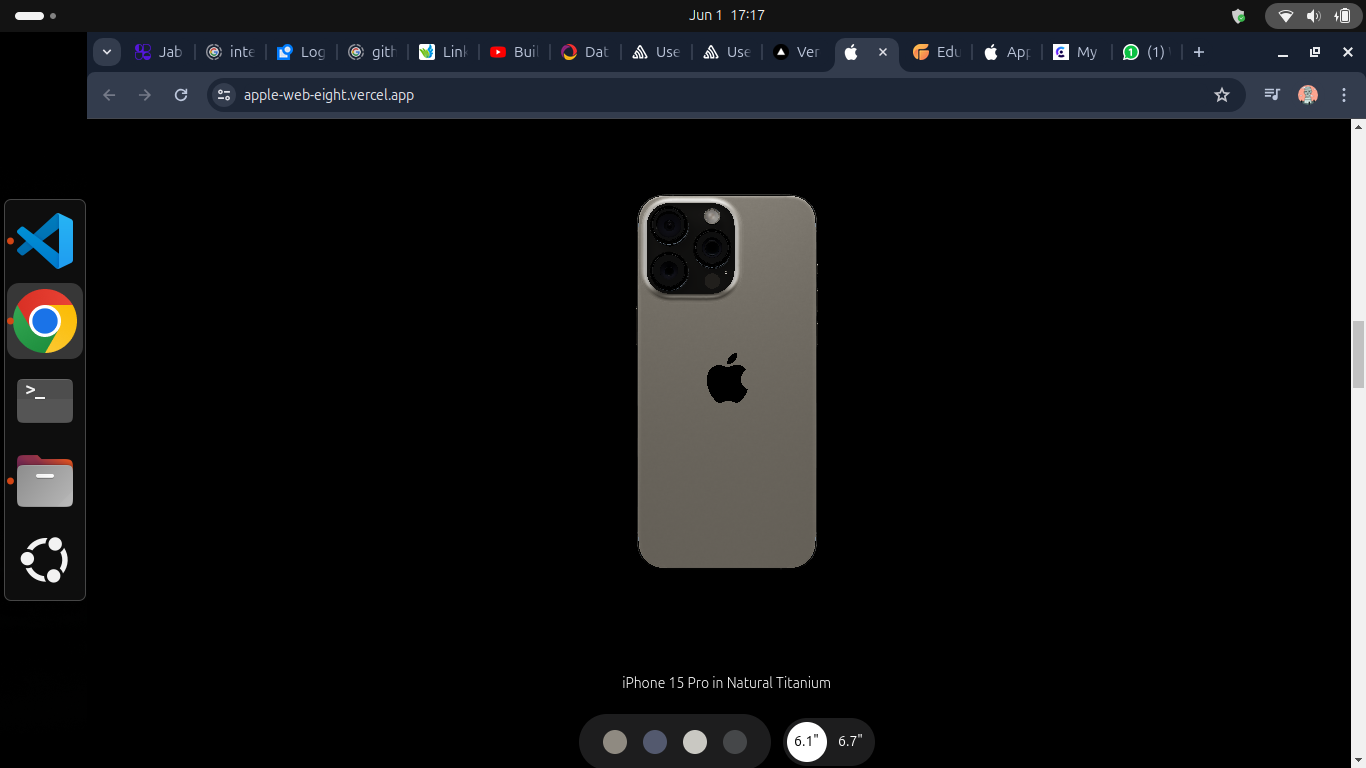 Jun 1 17:17
Jab
inte
Log
gith
Link
Buil
Dat
Use
Use
Ver
Edu
App
My
(1)
apple-web-eight.vercel.app
>_
iPhone 15 Pro in Natural Titanium
6.1" 6.7"